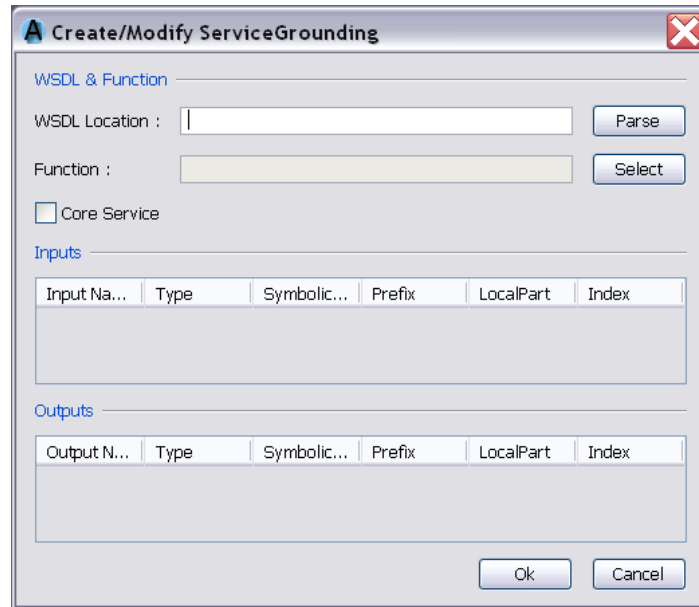 Create/Modify ServiceGrounding
WSDL & Function
WSDL Location :
Parse
Function :
Select
Core Service
Inputs
Input Na... Type Symbolic... Prefix LocalPart Index
Outputs
Output N... Type Symbolic... Prefix LocalPart Index
Ok Cancel